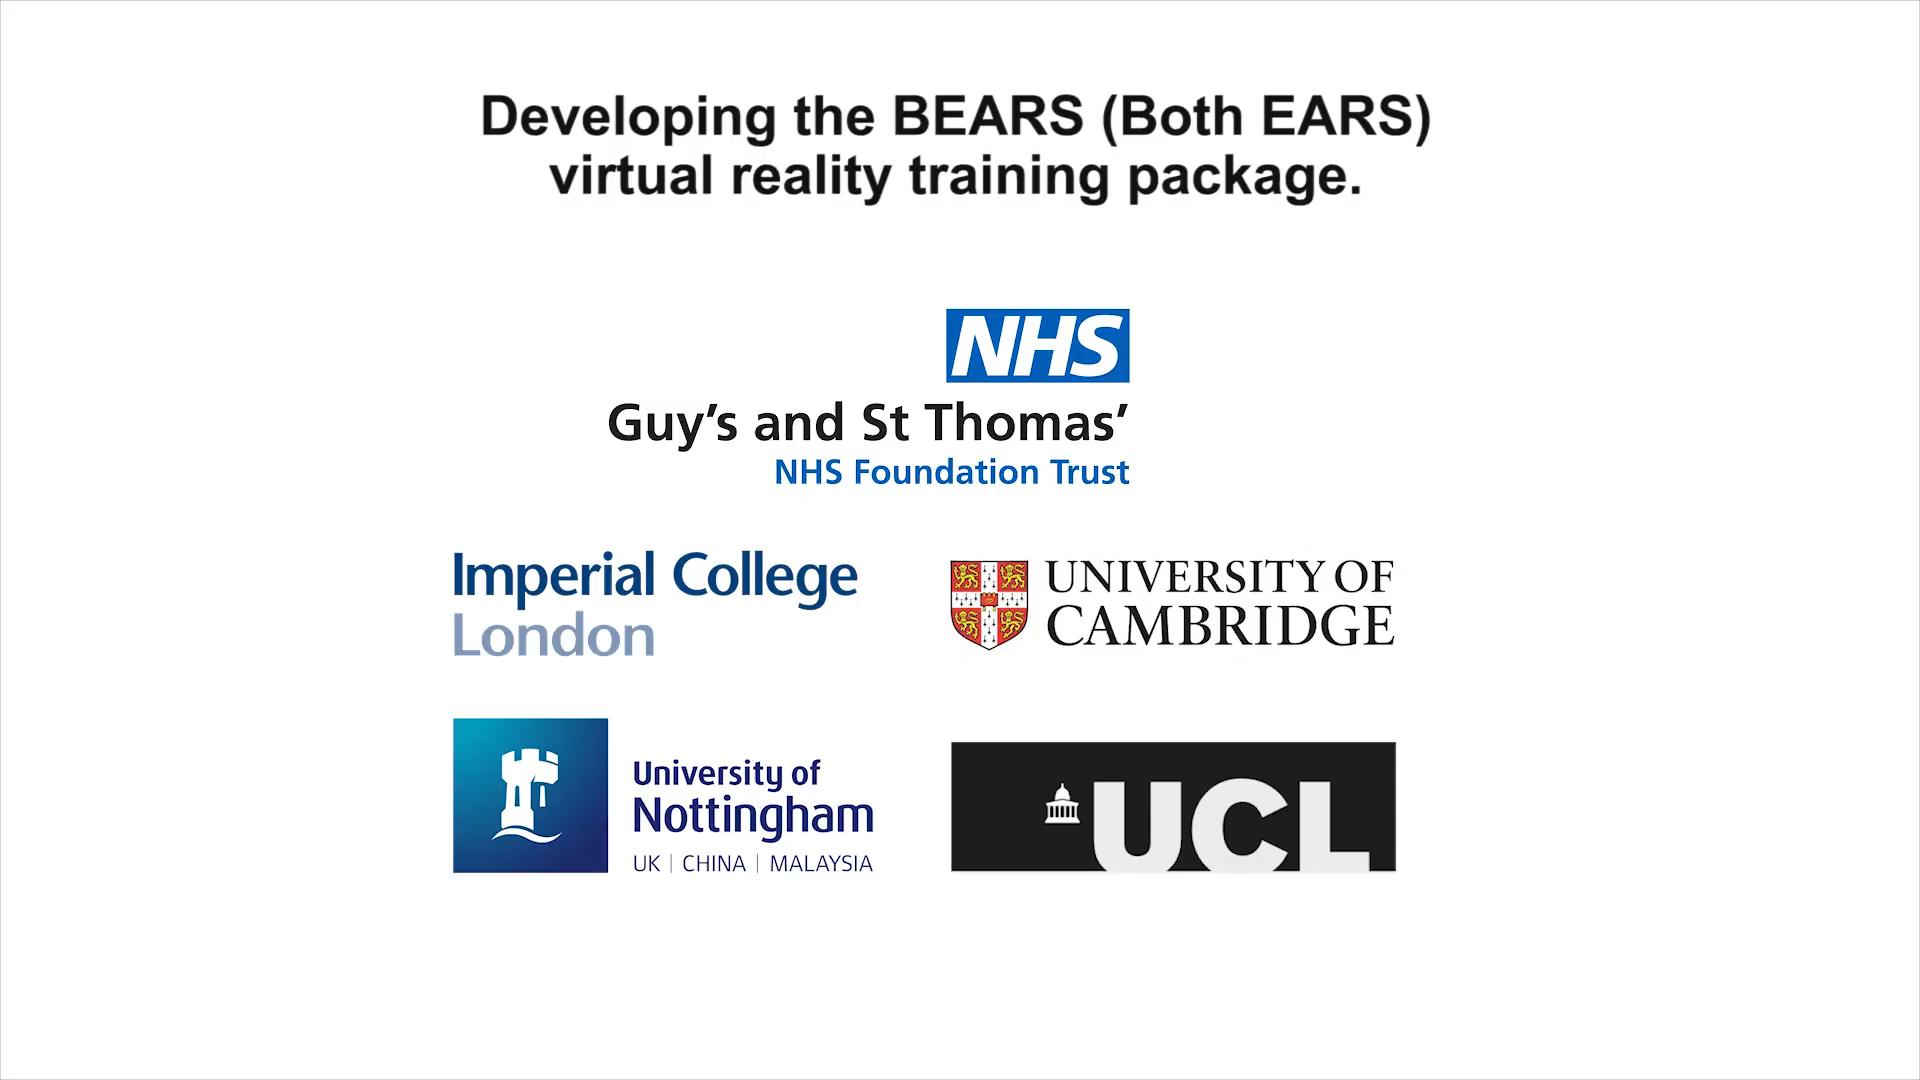 Developing the BEARS (Both EARS)
virtual reality training package.
NHS
Guy’s and St Thomas’
NHS Foundation Trust
Imperial College
London
UNIVERSITY OF
CAMBRIDGE
University of
Nottingham
UK | CHINA | MALAYSIA
UCL